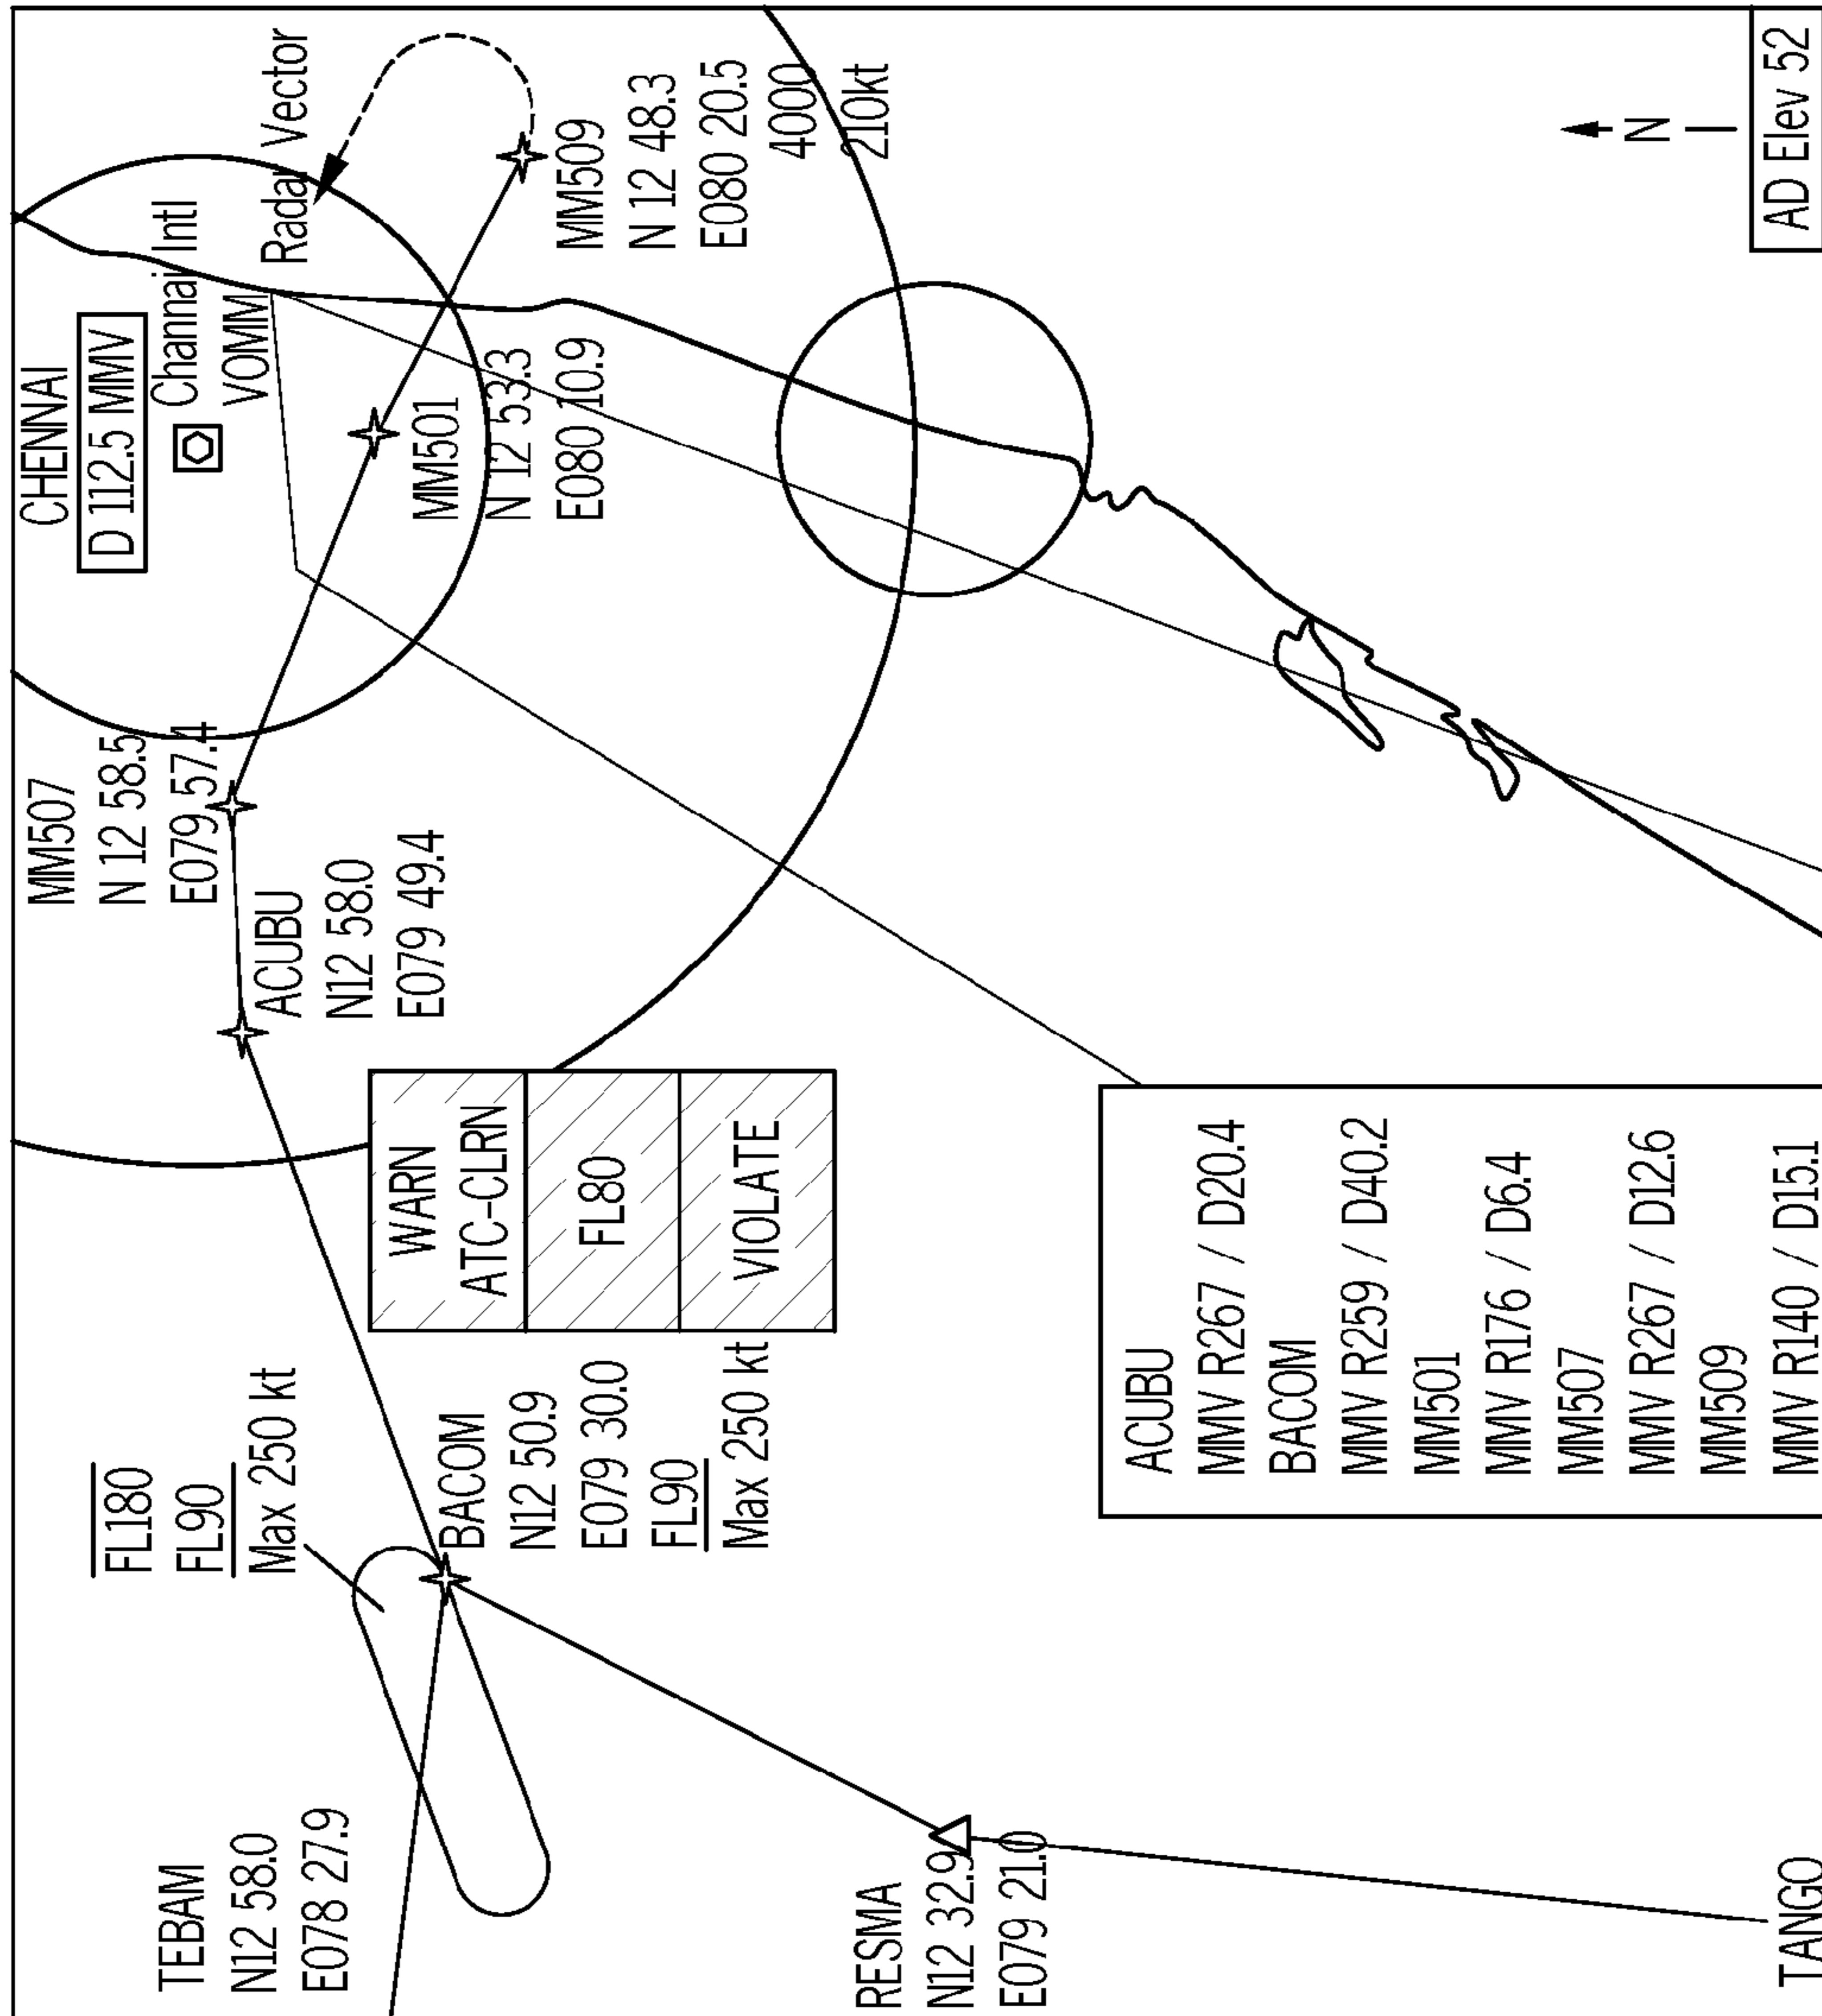 CHENNAI
D 112.5 MMV
Channai Intl
VOMM
Radar Vector
MM509
N 12 48.3
E080 20.5
4000
210kt
MM501
N 12 53.3
E080 10.9
MM507
N 12 58.5
E079 57.4
ACUBU
N12 58.0
E079 49.4
WARN
ATC-CLRN
FL80
VIOLATE
FL180
FL90
Max 250 kt
BACOM
N12 50.9
E079 30.0
FL90
Max 250 kt
TEBAM
N12 58.0
E078 27.9
RESMA
N12 32.9
E079 21.0
TANGO
ACUBU
MMV R267 / D20.4
BACOM
MMV R259 / D40.2
MM501
MMV R176 / D6.4
MM507
MMV R267 / D12.6
MM509
MMV R140 / D15.1
N
AD Elev 52